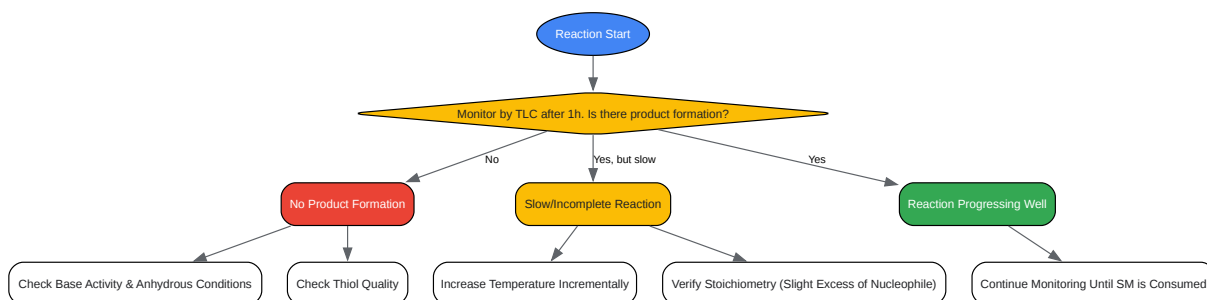 Reaction Start
Monitor by TLC after 1h. Is there product formation?
No
Yes, but slow
Yes
No Product Formation
Slow/Incomplete Reaction
Reaction Progressing Well
Check Base Activity & Anhydrous Conditions
Check Thiol Quality
Increase Temperature Incrementally
Verify Stoichiometry (Slight Excess of Nucleophile)
Continue Monitoring Until SM is Consumed